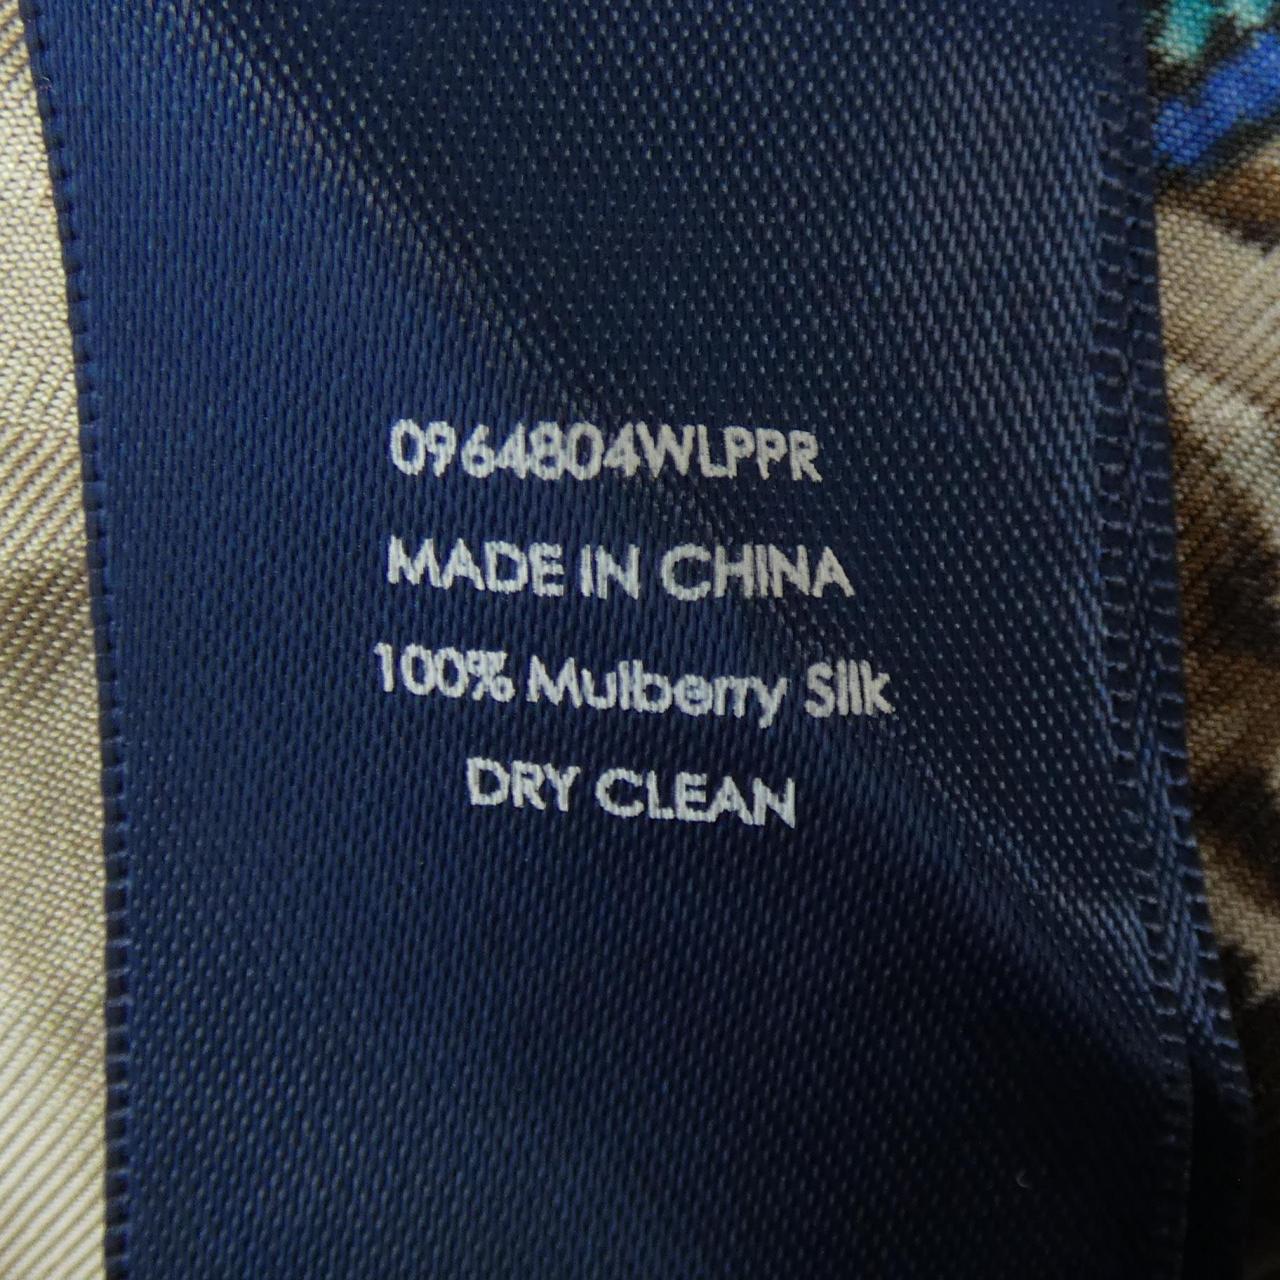 0964804WLPPR
MADE IN CHINA
100% Mulberry Silk
DRY CLEAN